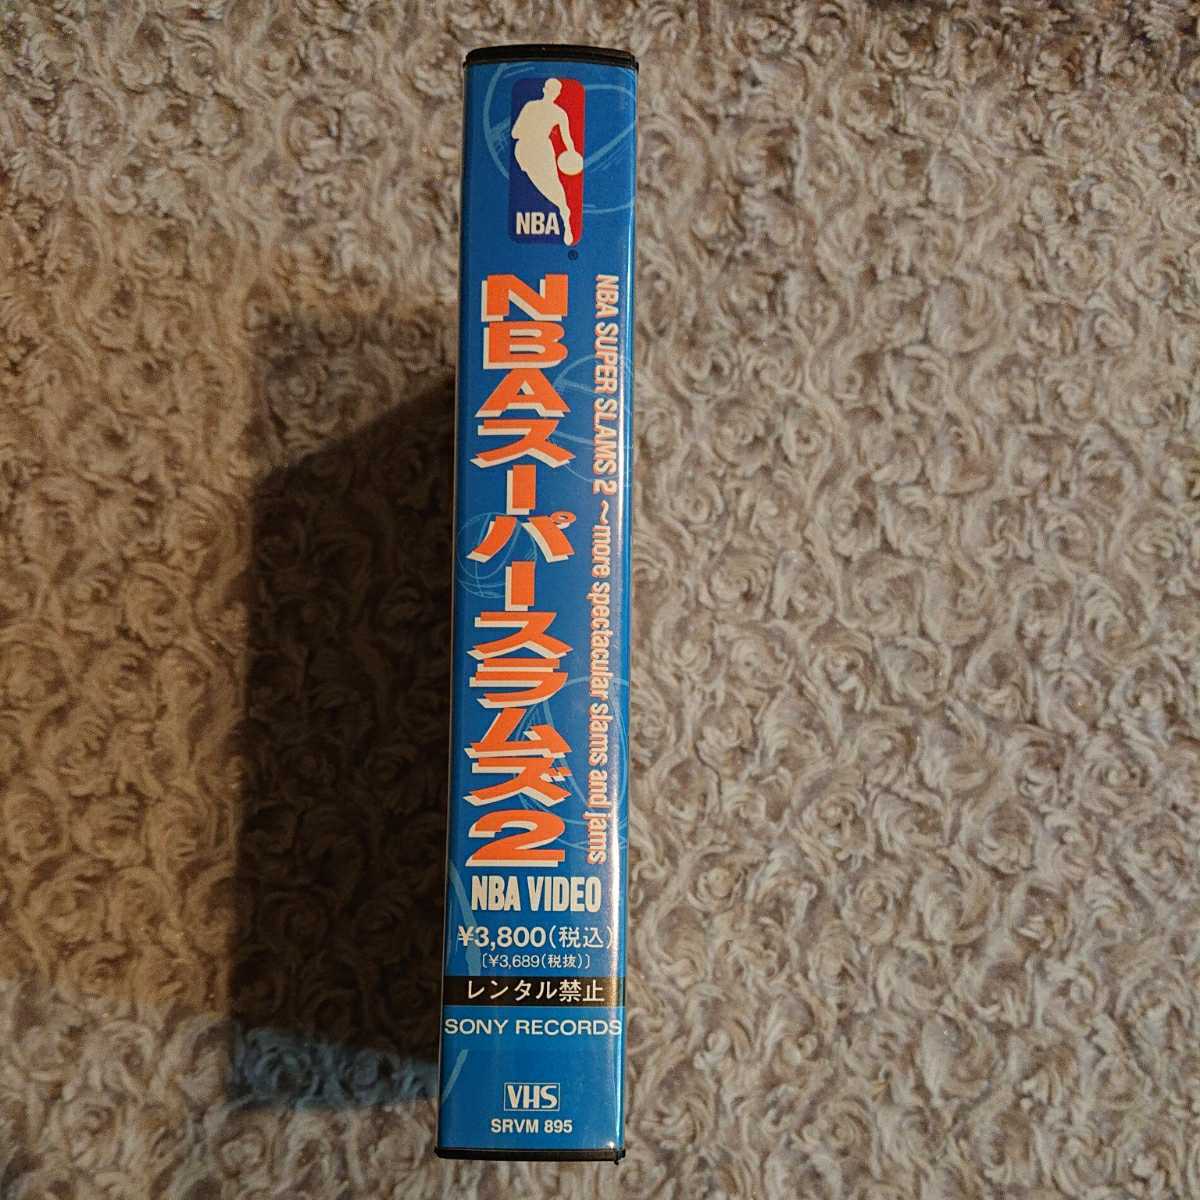 NBA
®
NBAスーパースラムズ2
NBA SUPER SLAMS 2~more spectacular slams and jams
NBA VIDEO
¥3,800(税込)
[¥3,689(税抜)]
レンタル禁止
SONY RECORDS
VHS
SRVM 895